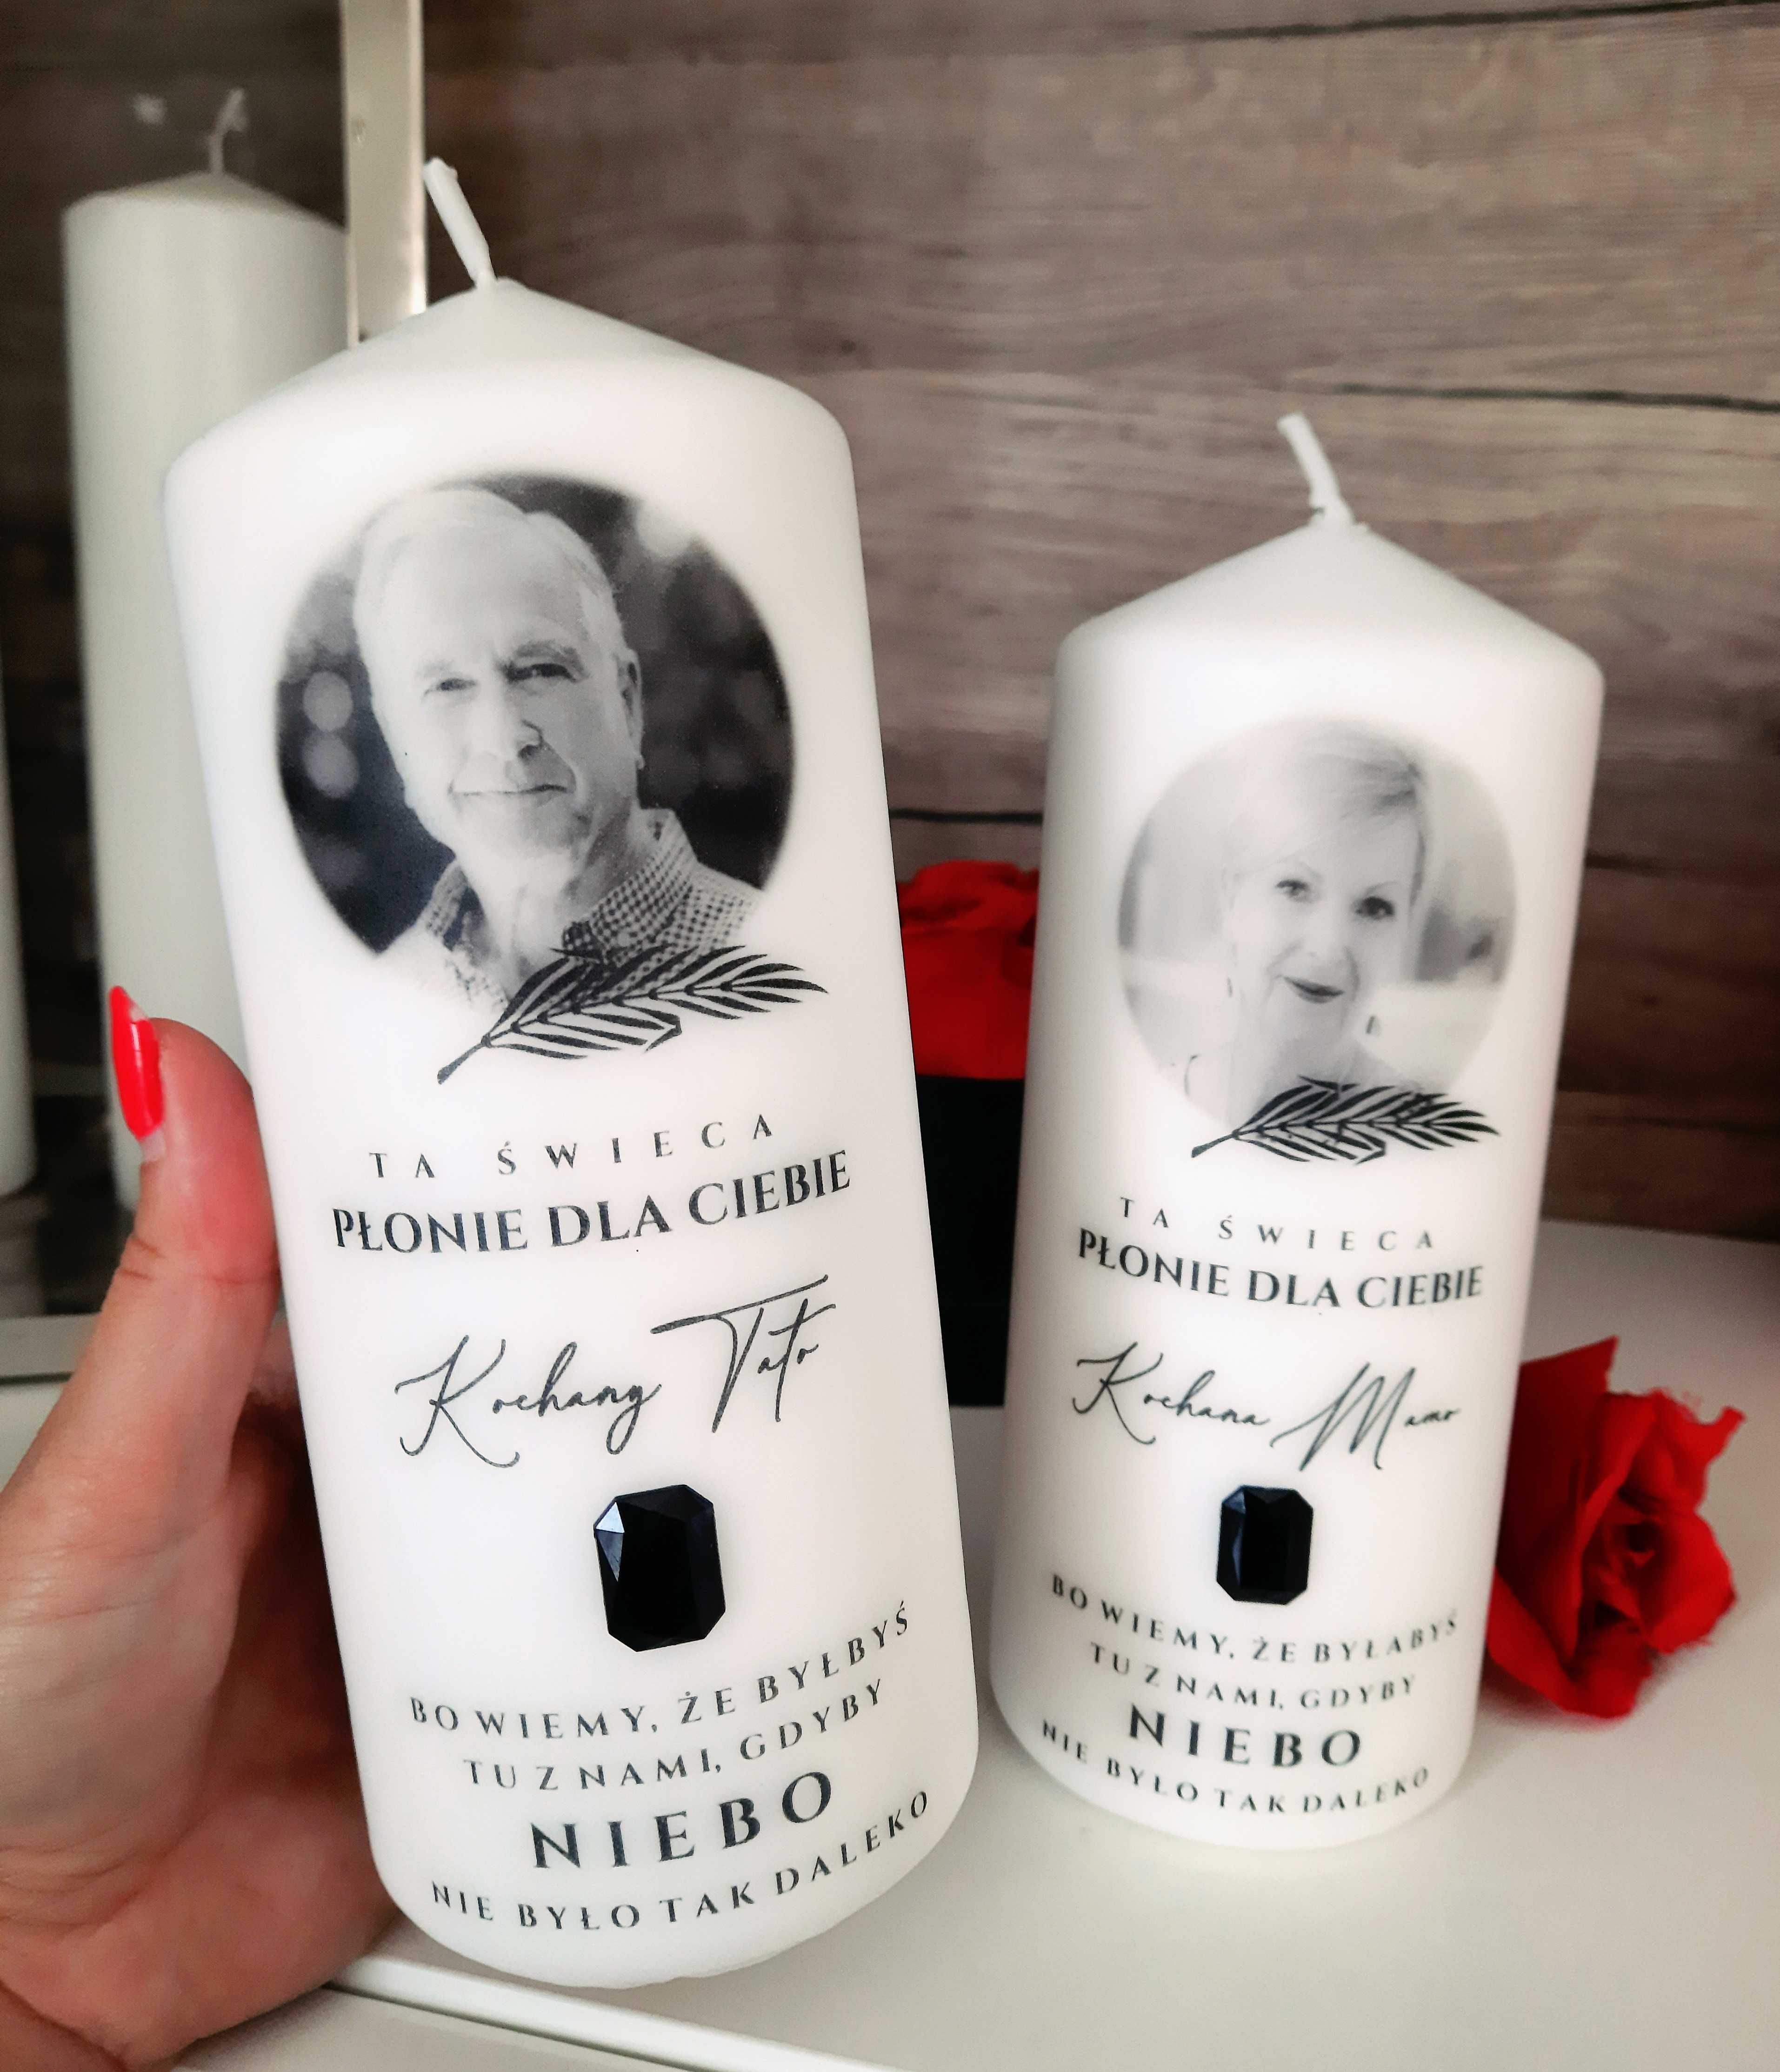 TA ŚWIECA
PŁONIE DLA CIEBIE
Kochany Tato
BO WIEMY, ŻE BYŁBYŚ
TU Z NAMI, GDYBY
NIEBO
NIE BYŁO TAK DALEKO
TA ŚWIECA
PŁONIE DLA CIEBIE
Kochana Mamo
BO WIEMY, ŻE BYŁABYŚ
TU Z NAMI, GDYBY
NIEBO
NIE BYŁO TAK DALEKO